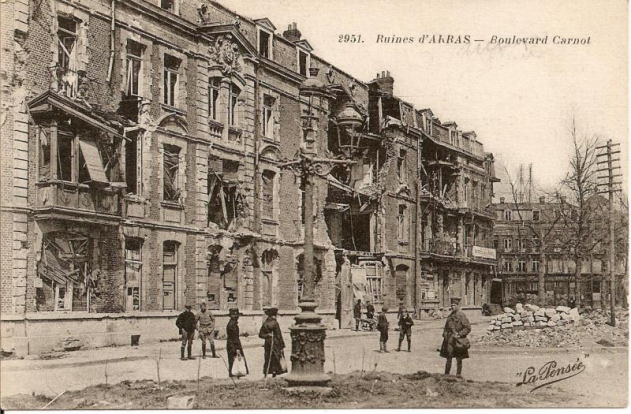 2951. Ruines d'ARRAS — Boulevard Carnot
"La Pensée"